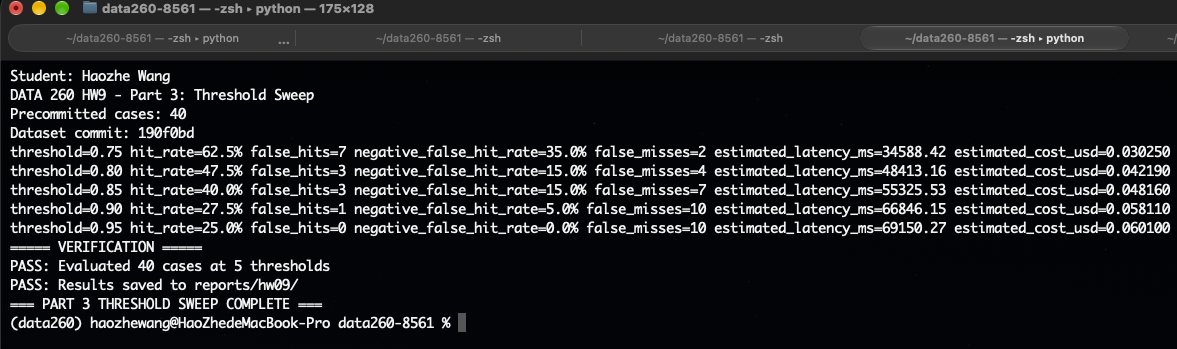 data260-8561 — -zsh ▸ python — 175×128
~/data260-8561 — -zsh ▸ python ... ~/data260-8561 — -zsh ~/data260-8561 — -zsh ~/data260-8561 — -zsh ▸ python ~/
Student: Haozhe Wang
DATA 260 HW9 - Part 3: Threshold Sweep
Precommitted cases: 40
Dataset commit: 190f0bd
threshold=0.75 hit_rate=62.5% false_hits=7 negative_false_hit_rate=35.0% false_misses=2 estimated_latency_ms=34588.42 estimated_cost_usd=0.030250
threshold=0.80 hit_rate=47.5% false_hits=3 negative_false_hit_rate=15.0% false_misses=4 estimated_latency_ms=48413.16 estimated_cost_usd=0.042190
threshold=0.85 hit_rate=40.0% false_hits=3 negative_false_hit_rate=15.0% false_misses=7 estimated_latency_ms=55325.53 estimated_cost_usd=0.048160
threshold=0.90 hit_rate=27.5% false_hits=1 negative_false_hit_rate=5.0% false_misses=10 estimated_latency_ms=66846.15 estimated_cost_usd=0.058110
threshold=0.95 hit_rate=25.0% false_hits=0 negative_false_hit_rate=0.0% false_misses=10 estimated_latency_ms=69150.27 estimated_cost_usd=0.060100
===== VERIFICATION =====
PASS: Evaluated 40 cases at 5 thresholds
PASS: Results saved to reports/hw09/
=== PART 3 THRESHOLD SWEEP COMPLETE ===
(data260) haozhewang@HaoZhedeMacBook-Pro data260-8561 %